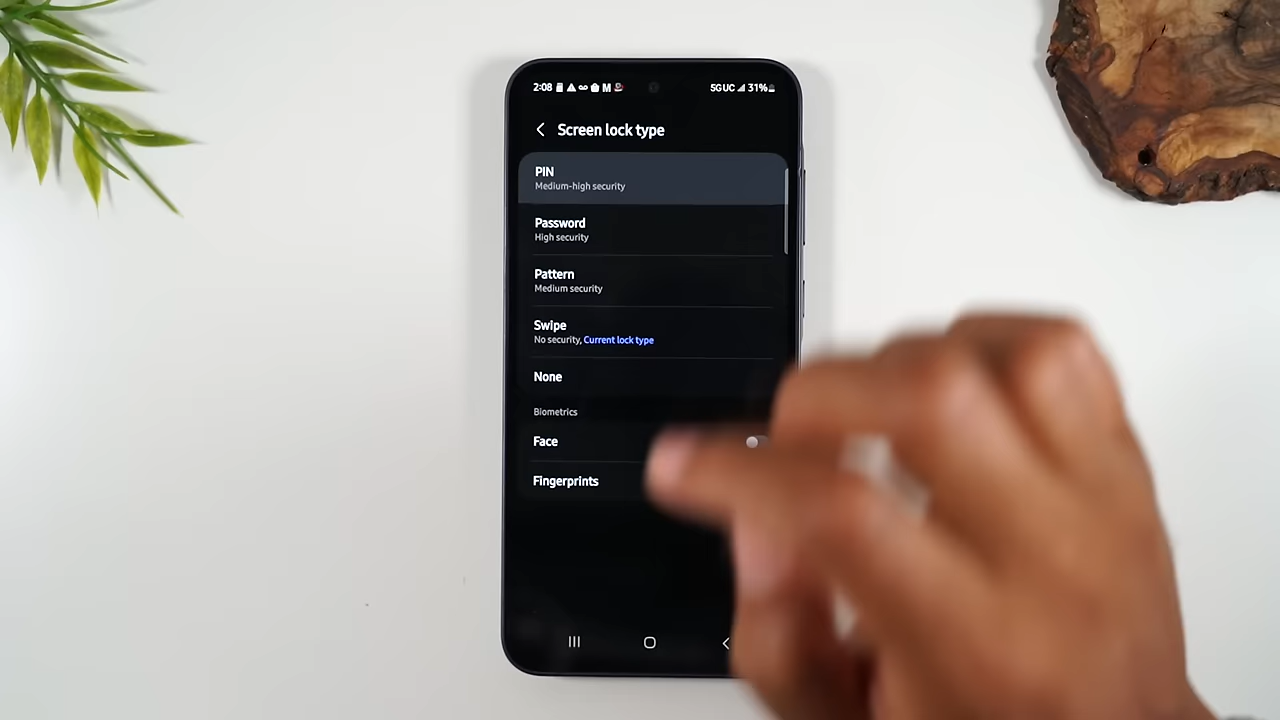 2:08 M 5G UC 31%
Screen lock type
PIN
Medium-high security
Password
High security
Pattern
Medium security
Swipe
No security, Current lock type
None
Biometrics
Face
Fingerprints